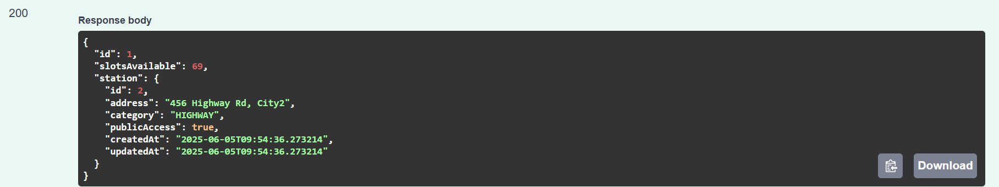 200
Response body
{
  "id": 1,
  "slotsAvailable": 69,
  "station": {
    "id": 2,
    "address": "456 Highway Rd, City2",
    "category": "HIGHWAY",
    "publicAccess": true,
    "createdAt": "2025-06-05T09:54:36.273214",
    "updatedAt": "2025-06-05T09:54:36.273214"
  }
}
Download